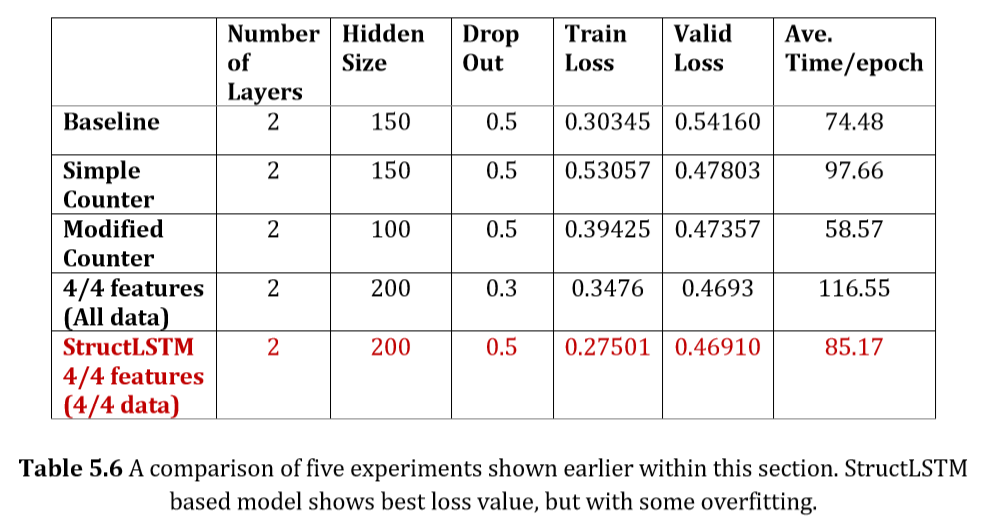 Number of Layers Hidden Size Drop Out Train Loss Valid Loss Ave. Time/epoch
Baseline 2 150 0.5 0.30345 0.54160 74.48
Simple Counter 2 150 0.5 0.53057 0.47803 97.66
Modified Counter 2 100 0.5 0.39425 0.47357 58.57
4/4 features (All data) 2 200 0.3 0.3476 0.4693 116.55
StructLSTM 4/4 features (4/4 data) 2 200 0.5 0.27501 0.46910 85.17
Table 5.6 A comparison of five experiments shown earlier within this section. StructLSTM
based model shows best loss value, but with some overfitting.